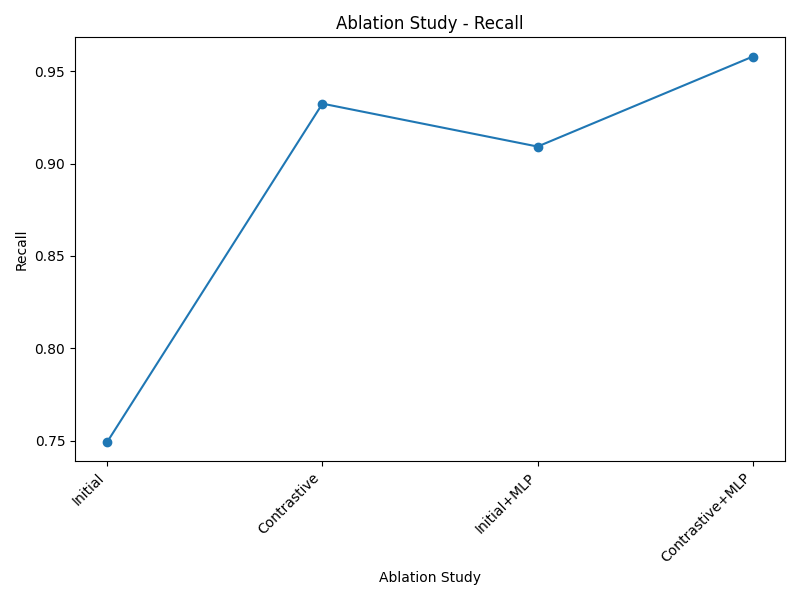 Ablation Study - Recall
Recall
0.95
0.90
0.85
0.80
0.75
Initial
Contrastive
Initial+MLP
Contrastive+MLP
Ablation Study